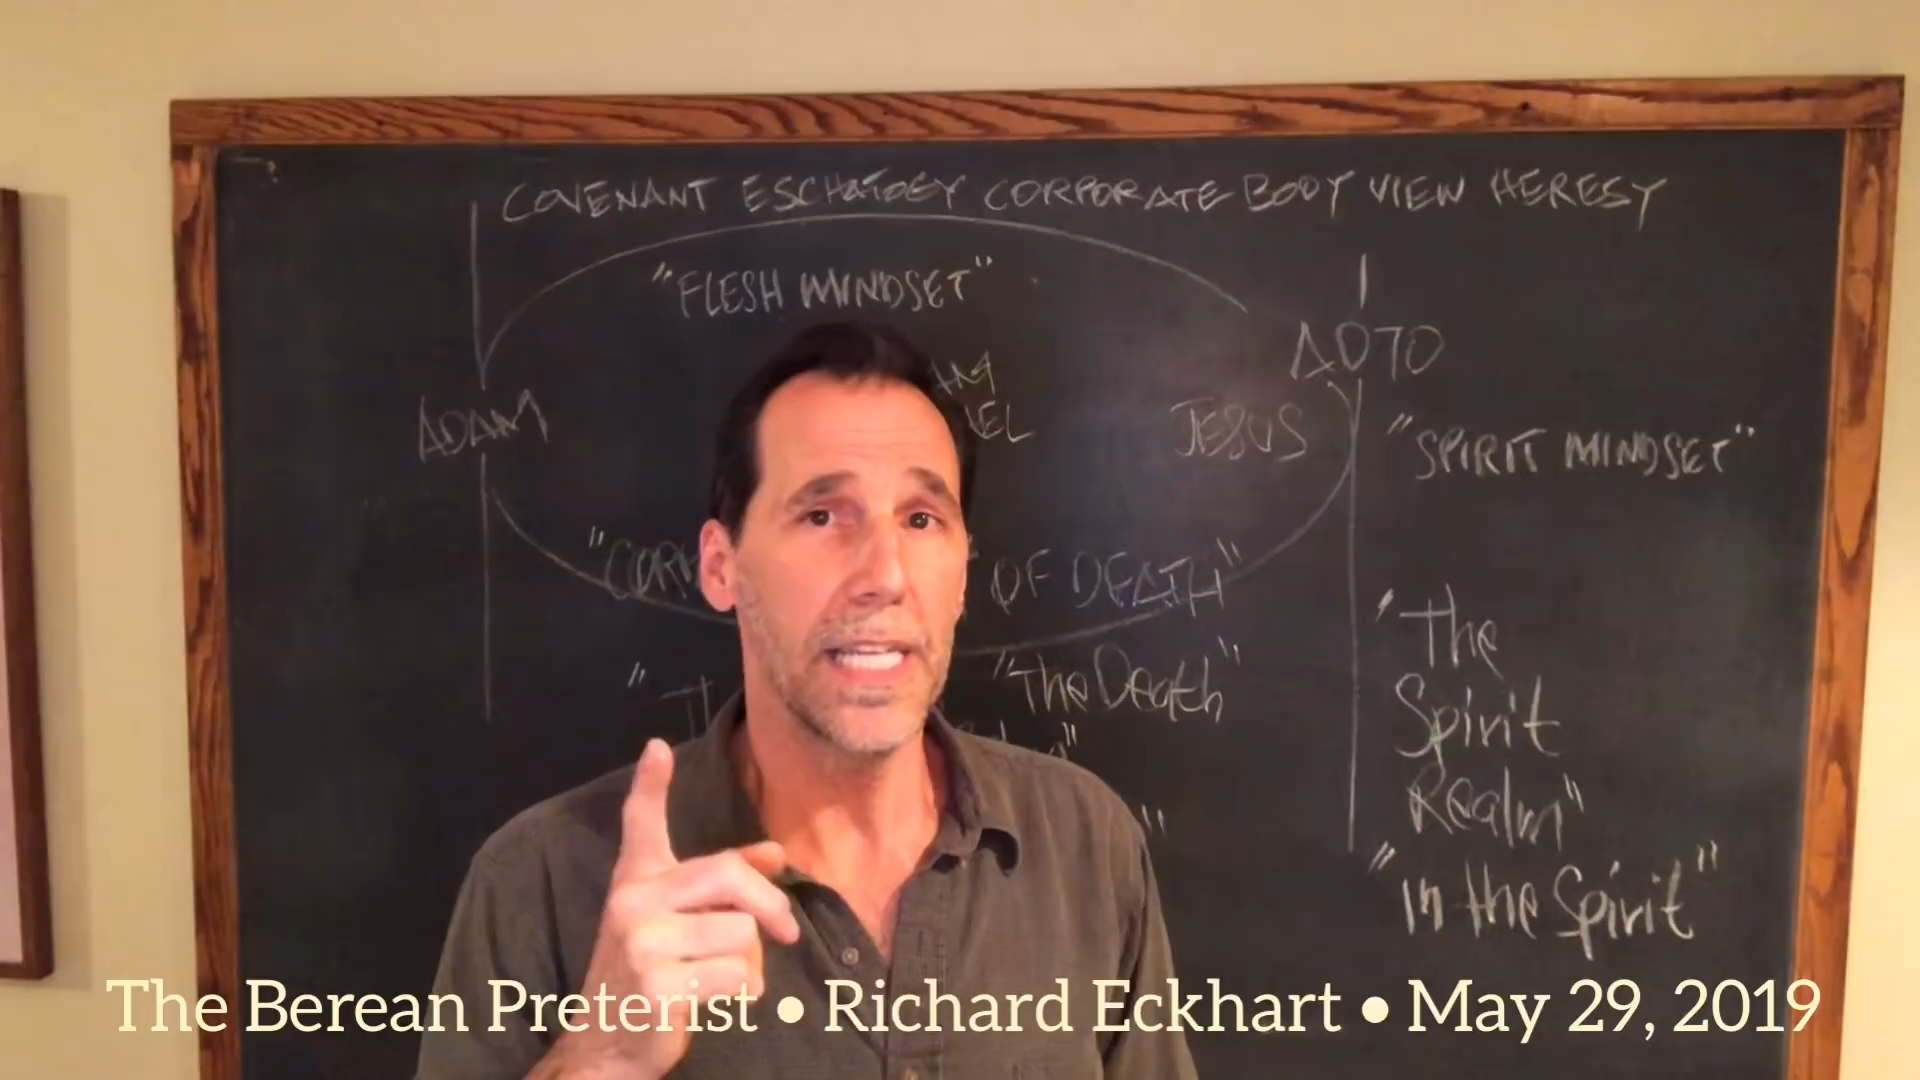 COVENANT ESCHATOLOGY CORPORATE BODY VIEW HERESY
"FLESH MINDSET"
AD70
ADAM
JESUS
"SPIRIT MINDSET"
OF DEATH"
"The Death"
"The
Spirit
Realm"
"in the Spirit"
The Berean Preterist • Richard Eckhart • May 29, 2019